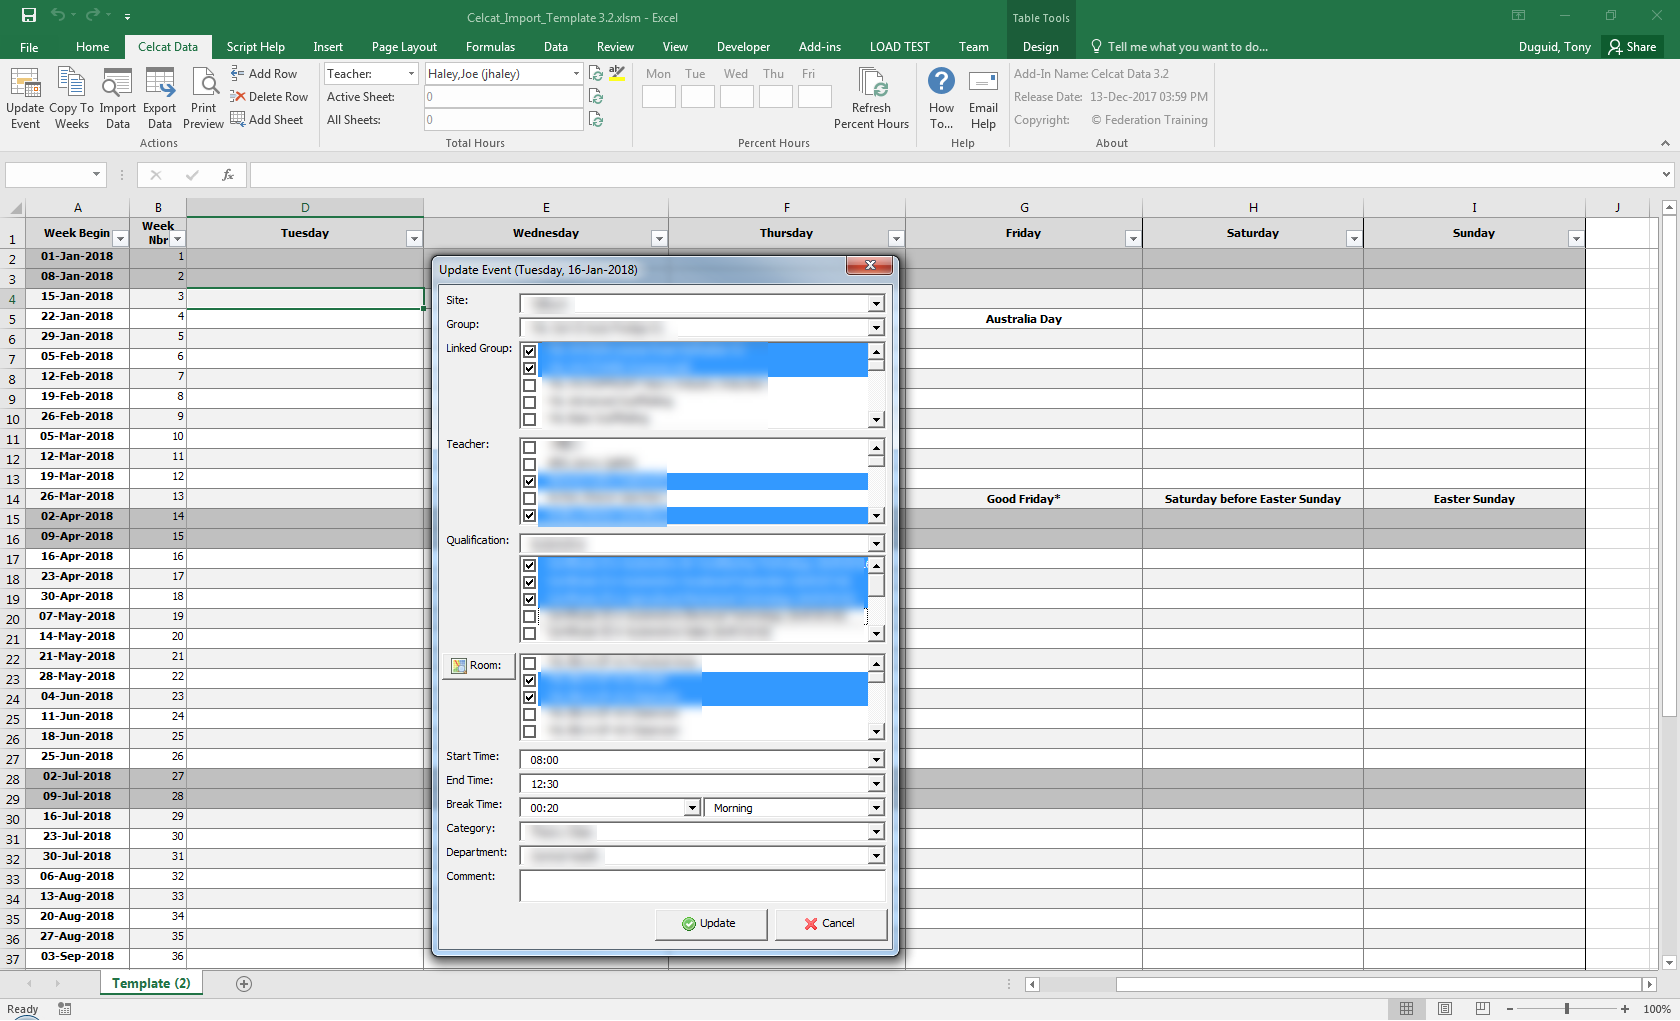 Celcat_Import_Template 3.2.xlsm - Excel
Table Tools
File Home Celcat Data Script Help Insert Page Layout Formulas Data Review View Developer Add-ins LOAD TEST Team Design Tell me what you want to do... Duguid, Tony Share
Update Event
Copy To Weeks
Import Data
Export Data
Print Preview
Add Row
Delete Row
Add Sheet
Actions
Teacher: Haley,Joe (jhaley)
Active Sheet: 0
All Sheets: 0
Total Hours
Mon Tue Wed Thu Fri
Refresh Percent Hours
Percent Hours
How To...
Email Help
Help
Add-In Name: Celcat Data 3.2
Release Date: 13-Dec-2017 03:59 PM
Copyright: © Federation Training
About
fx
A B D E F G H I J
1 Week Begin Week Nbr Tuesday Wednesday Thursday Friday Saturday Sunday
2 01-Jan-2018 1
3 08-Jan-2018 2
4 15-Jan-2018 3
5 22-Jan-2018 4 Australia Day
6 29-Jan-2018 5
7 05-Feb-2018 6
8 12-Feb-2018 7
9 19-Feb-2018 8
10 26-Feb-2018 9
11 05-Mar-2018 10
12 12-Mar-2018 11
13 19-Mar-2018 12
14 26-Mar-2018 13 Good Friday* Saturday before Easter Sunday Easter Sunday
15 02-Apr-2018 14
16 09-Apr-2018 15
17 16-Apr-2018 16
18 23-Apr-2018 17
19 30-Apr-2018 18
20 07-May-2018 19
21 14-May-2018 20
22 21-May-2018 21
23 28-May-2018 22
24 04-Jun-2018 23
25 11-Jun-2018 24
26 18-Jun-2018 25
27 25-Jun-2018 26
28 02-Jul-2018 27
29 09-Jul-2018 28
30 16-Jul-2018 29
31 23-Jul-2018 30
32 30-Jul-2018 31
33 06-Aug-2018 32
34 13-Aug-2018 33
35 20-Aug-2018 34
36 27-Aug-2018 35
37 03-Sep-2018 36
Update Event (Tuesday, 16-Jan-2018)
Site:
Group:
Linked Group:
Teacher:
Qualification:
Room:
Start Time: 08:00
End Time: 12:30
Break Time: 00:20 Morning
Category:
Department:
Comment:
Update Cancel
Template (2)
Ready
100%